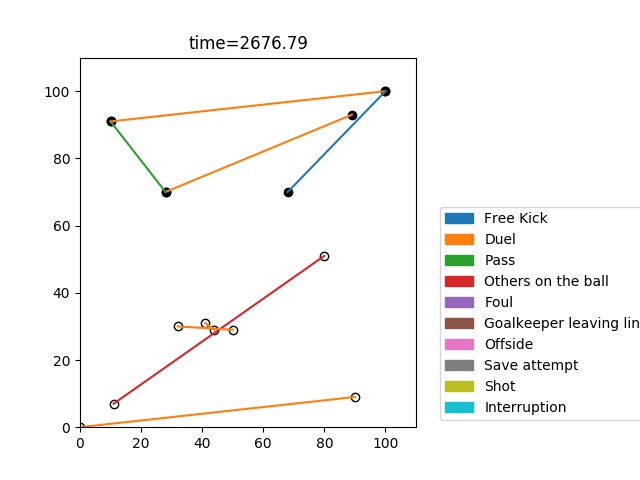 time=2676.79
100
80
60
40
20
0
0 20 40 60 80 100
Free Kick
Duel
Pass
Others on the ball
Foul
Goalkeeper leaving lin
Offside
Save attempt
Shot
Interruption